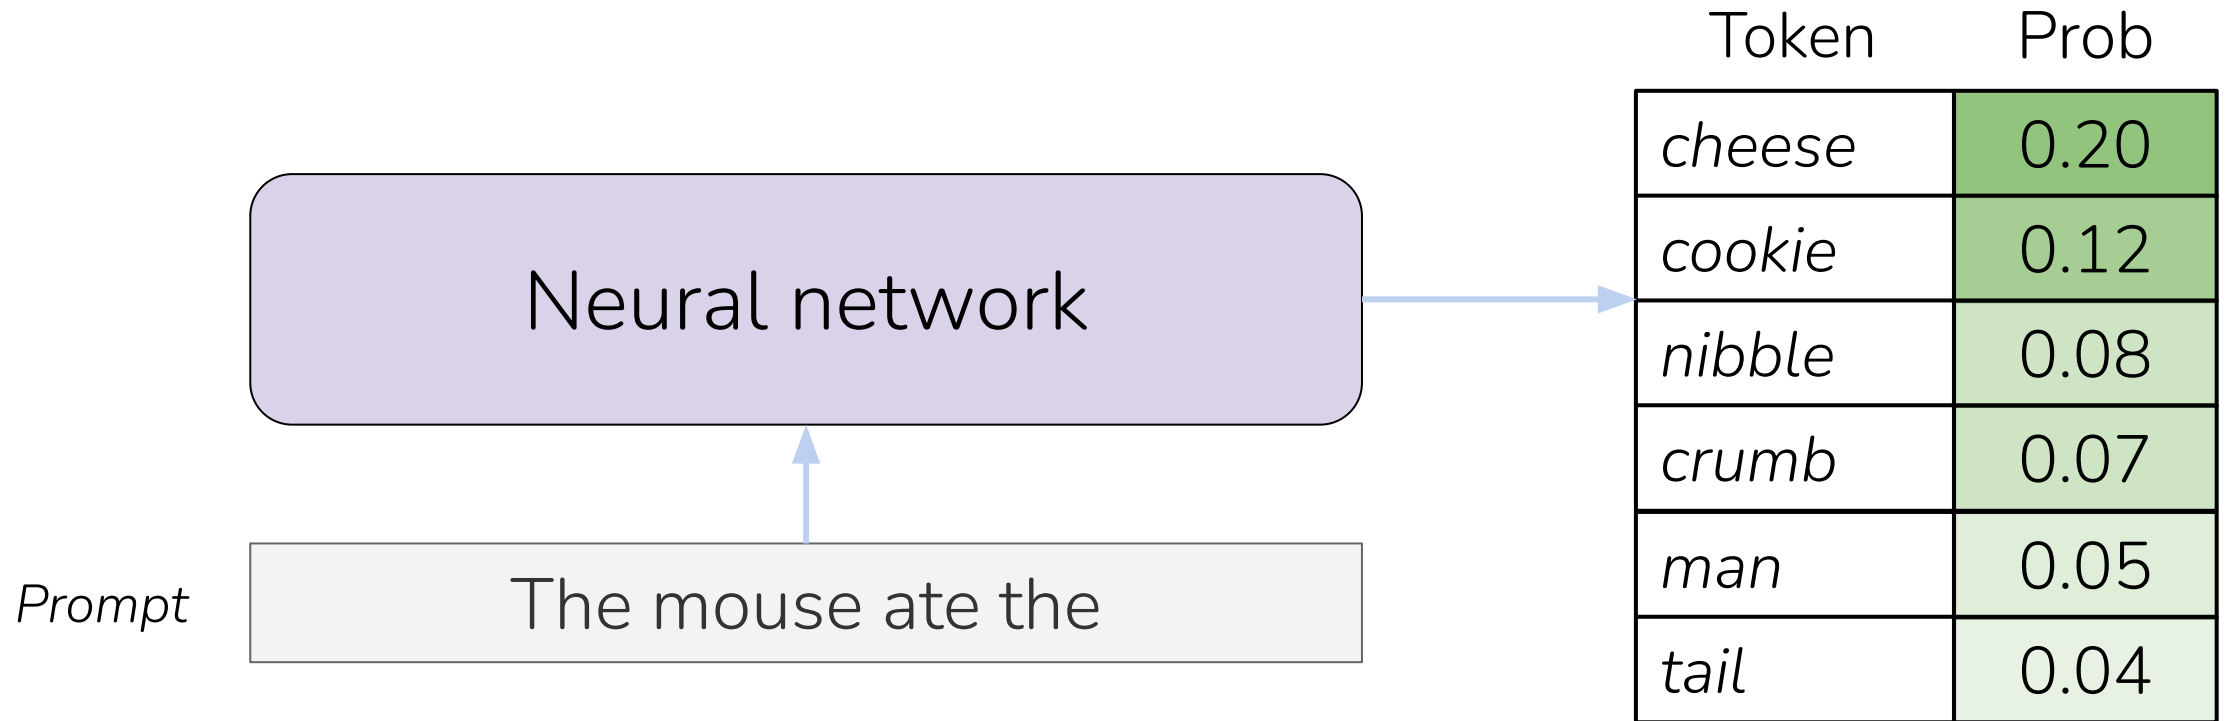 Token Prob
cheese 0.20
cookie 0.12
Neural network
nibble 0.08
crumb 0.07
man 0.05
Prompt The mouse ate the
tail 0.04